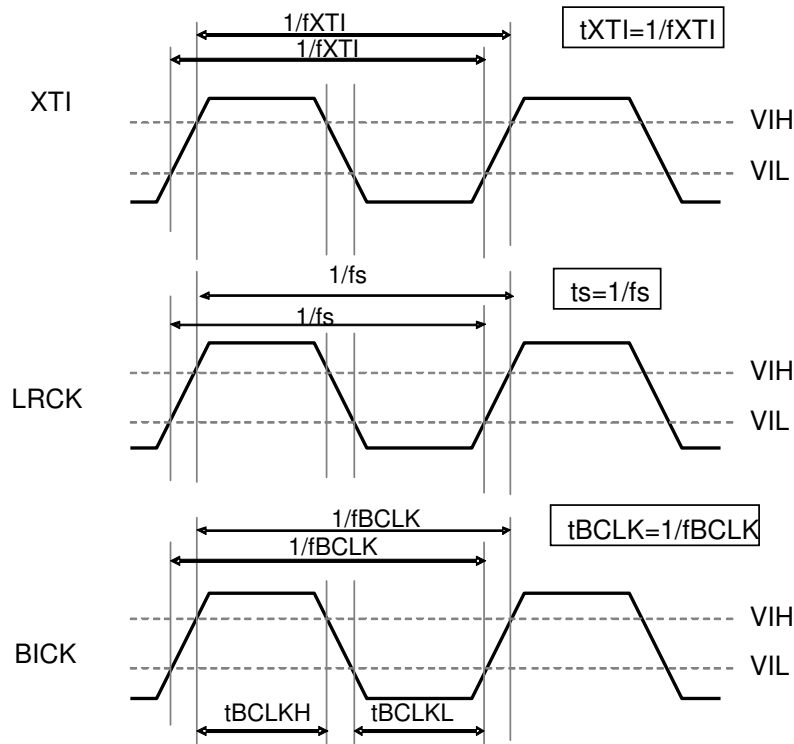 1/fXTI
tXTI=1/fXTI
1/fXTI
XTI
VIH
VIL
1/fs
ts=1/fs
1/fs
VIH
LRCK
VIL
1/fBCLK
tBCLK=1/fBCLK
1/fBCLK
VIH
BICK
VIL
tBCLKH
tBCLKL